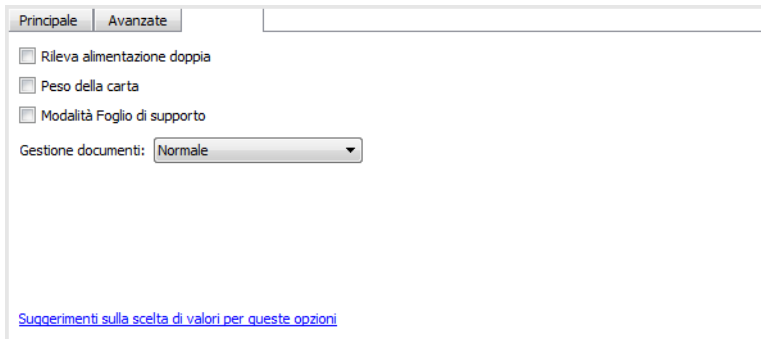 Principale Avanzate
Rileva alimentazione doppia
Peso della carta
Modalità Foglio di supporto
Gestione documenti: Normale
Suggerimenti sulla scelta di valori per queste opzioni